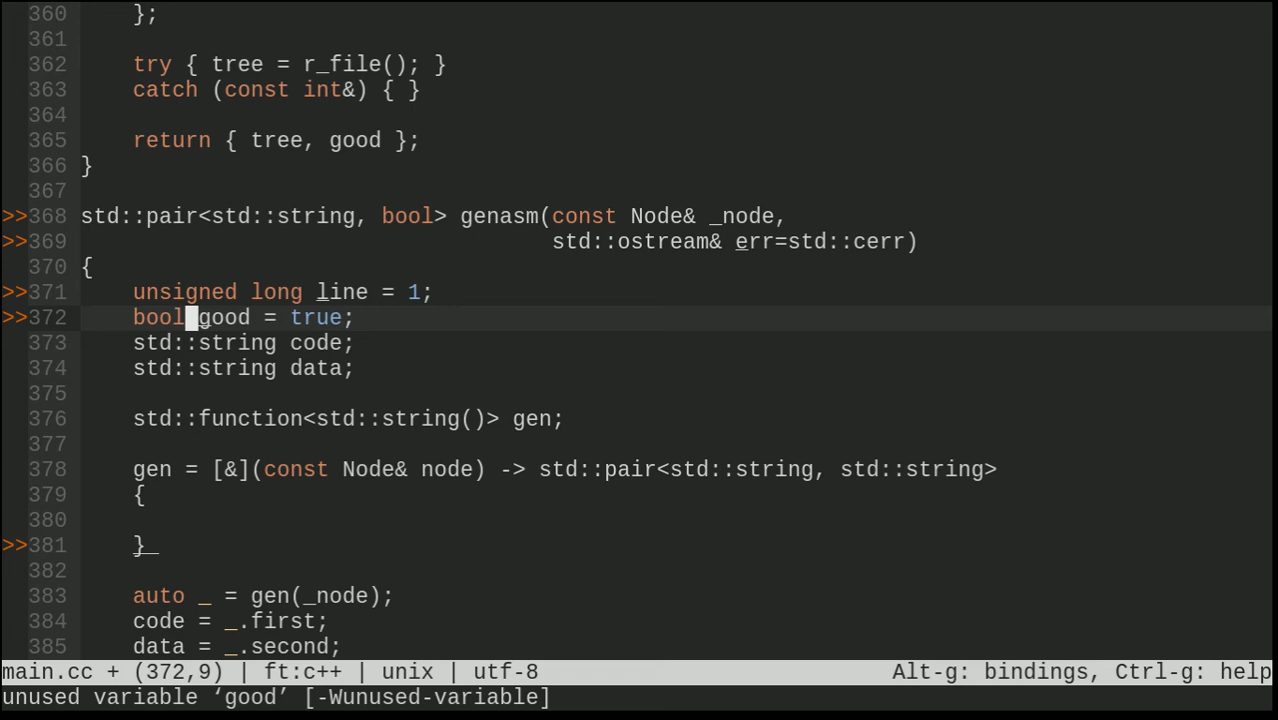 360     };
361
362     try { tree = r_file(); }
363     catch (const int&) { }
364
365     return { tree, good };
366 }
367
>>368 std::pair<std::string, bool> genasm(const Node& _node,
>>369                                     std::ostream& err=std::cerr)
370 {
>>371     unsigned long line = 1;
>>372     bool good = true;
373     std::string code;
374     std::string data;
375
376     std::function<std::string()> gen;
377
378     gen = [&](const Node& node) -> std::pair<std::string, std::string>
379     {
380
>>381     }
382
383     auto _ = gen(_node);
384     code = _.first;
385     data = _.second;
main.cc + (372,9) | ft:c++ | unix | utf-8 Alt-g: bindings, Ctrl-g: help
unused variable ‘good’ [-Wunused-variable]